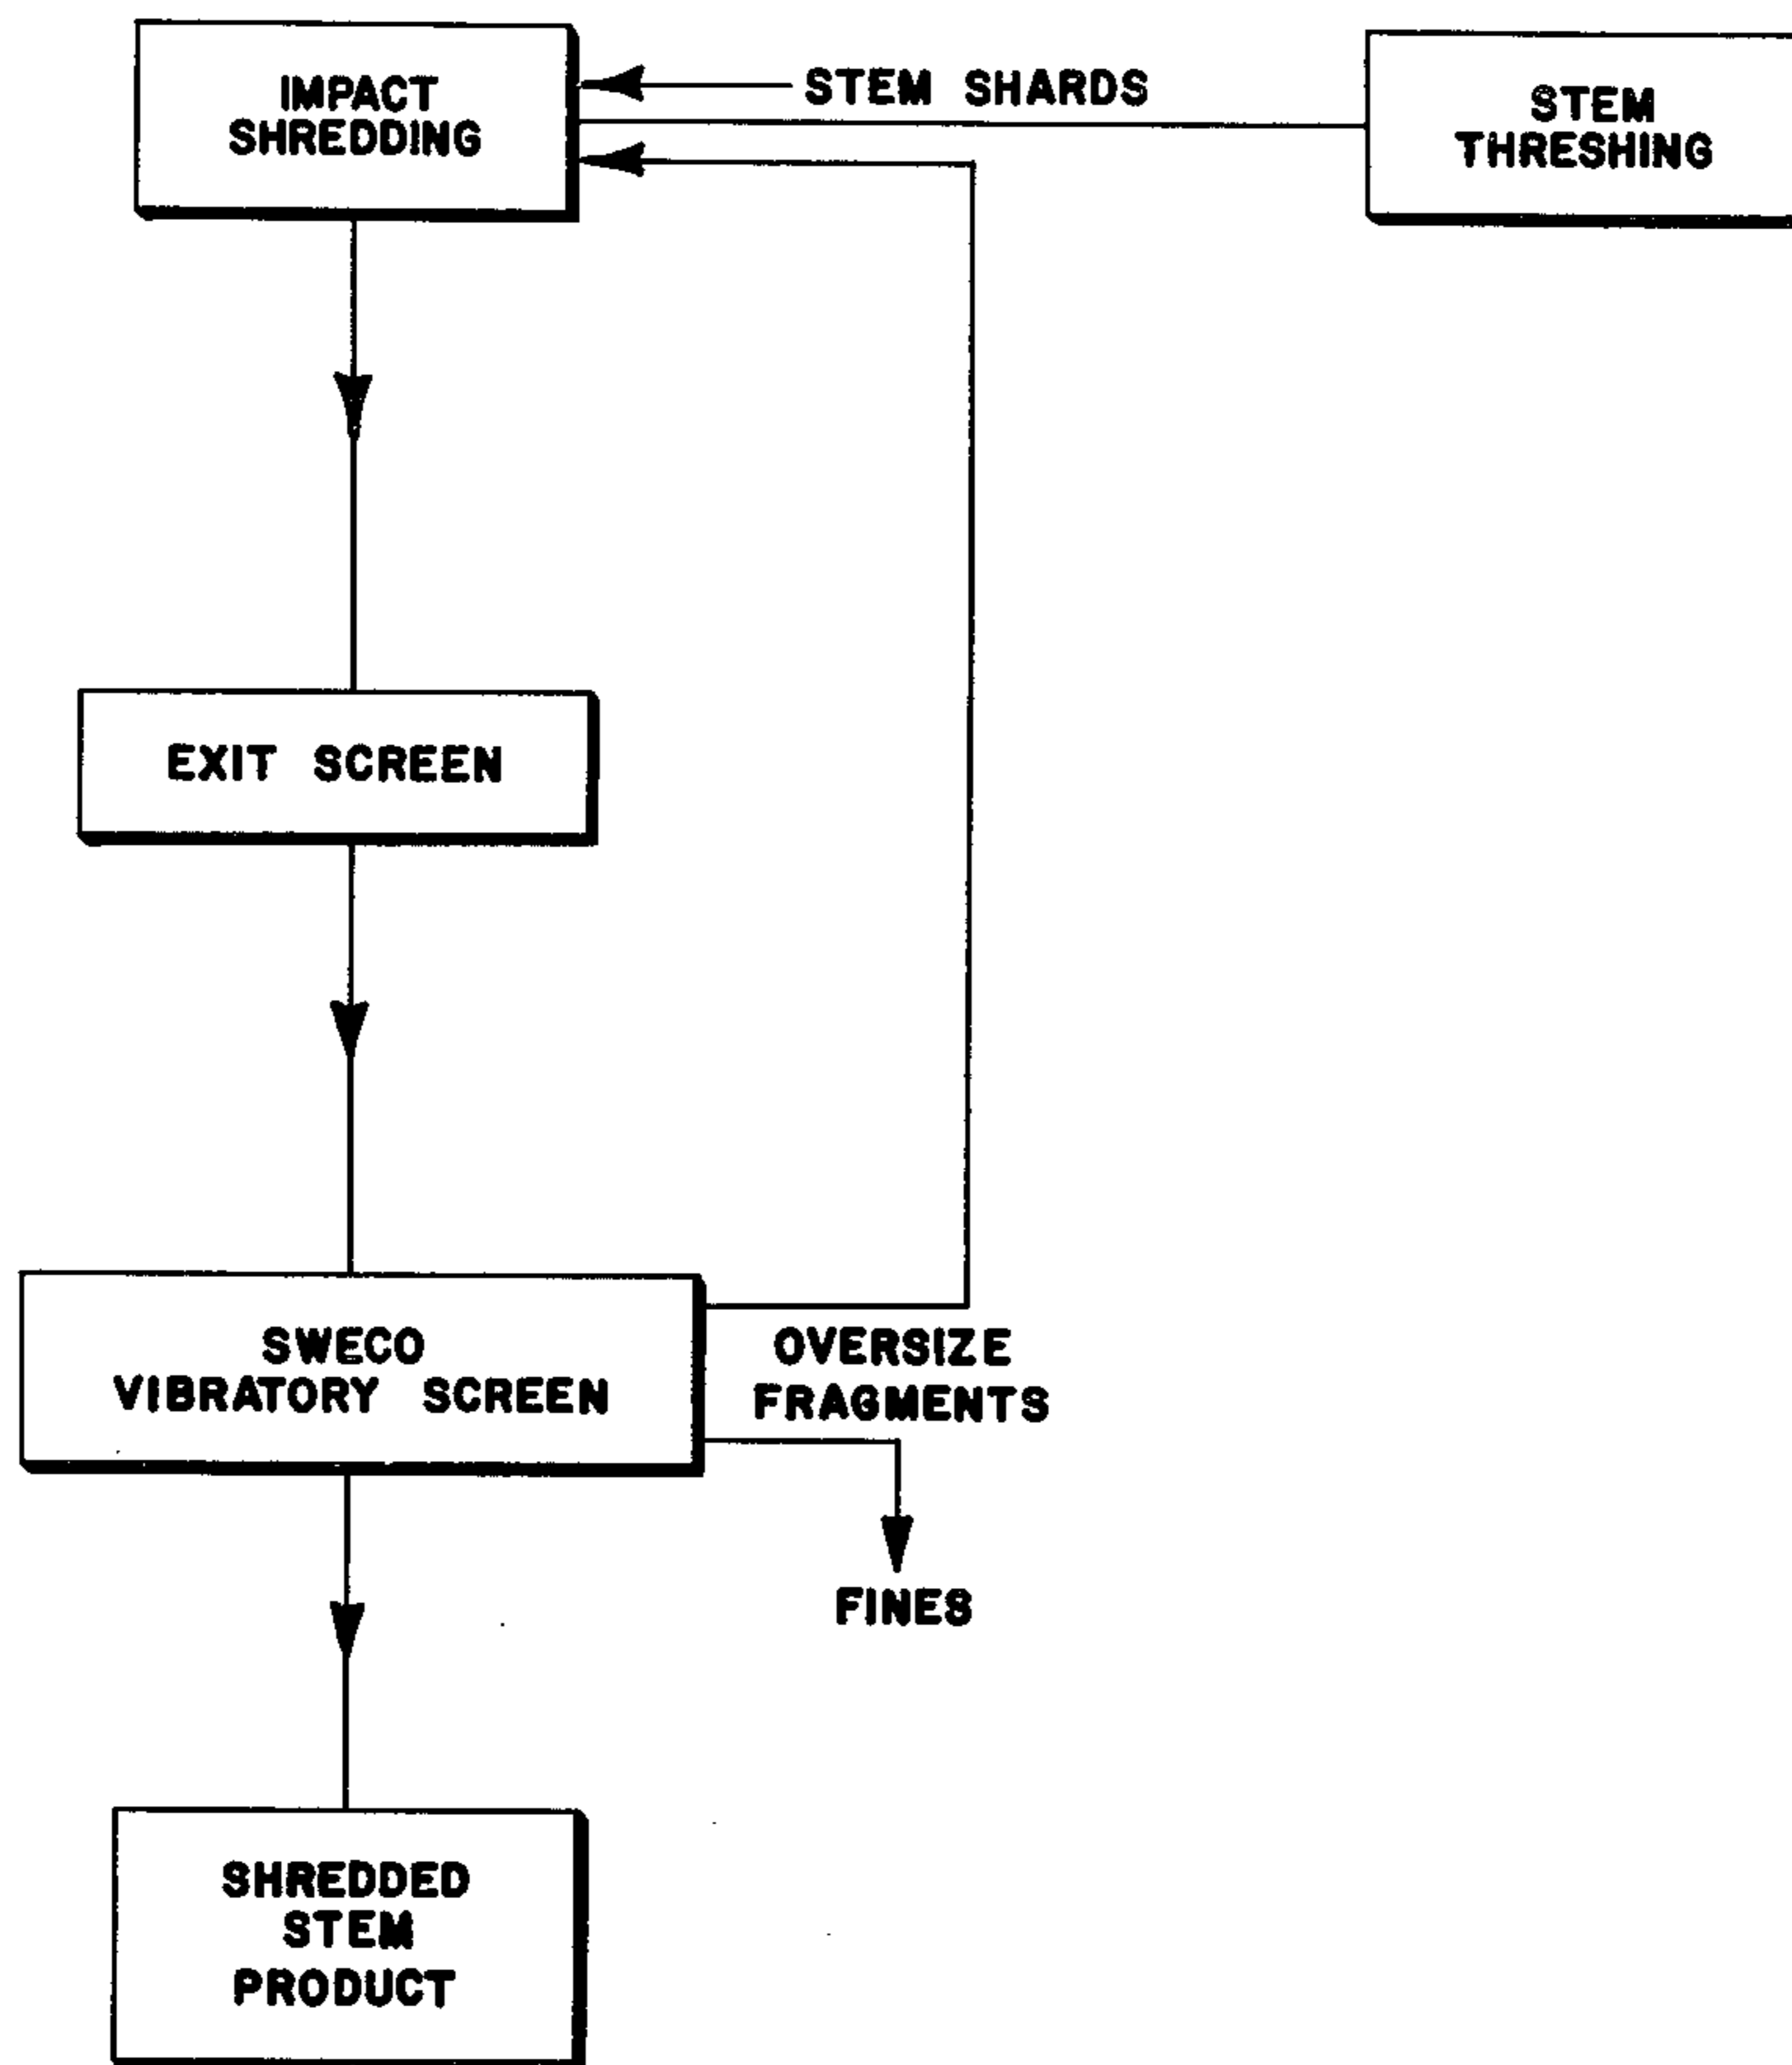 IMPACT
SHREDDING
STEM SHARDS
STEM
THRESHING
EXIT SCREEN
SWECO
VIBRATORY SCREEN
OVERSIZE
FRAGMENTS
FINES
SHREDDED
STEM
PRODUCT